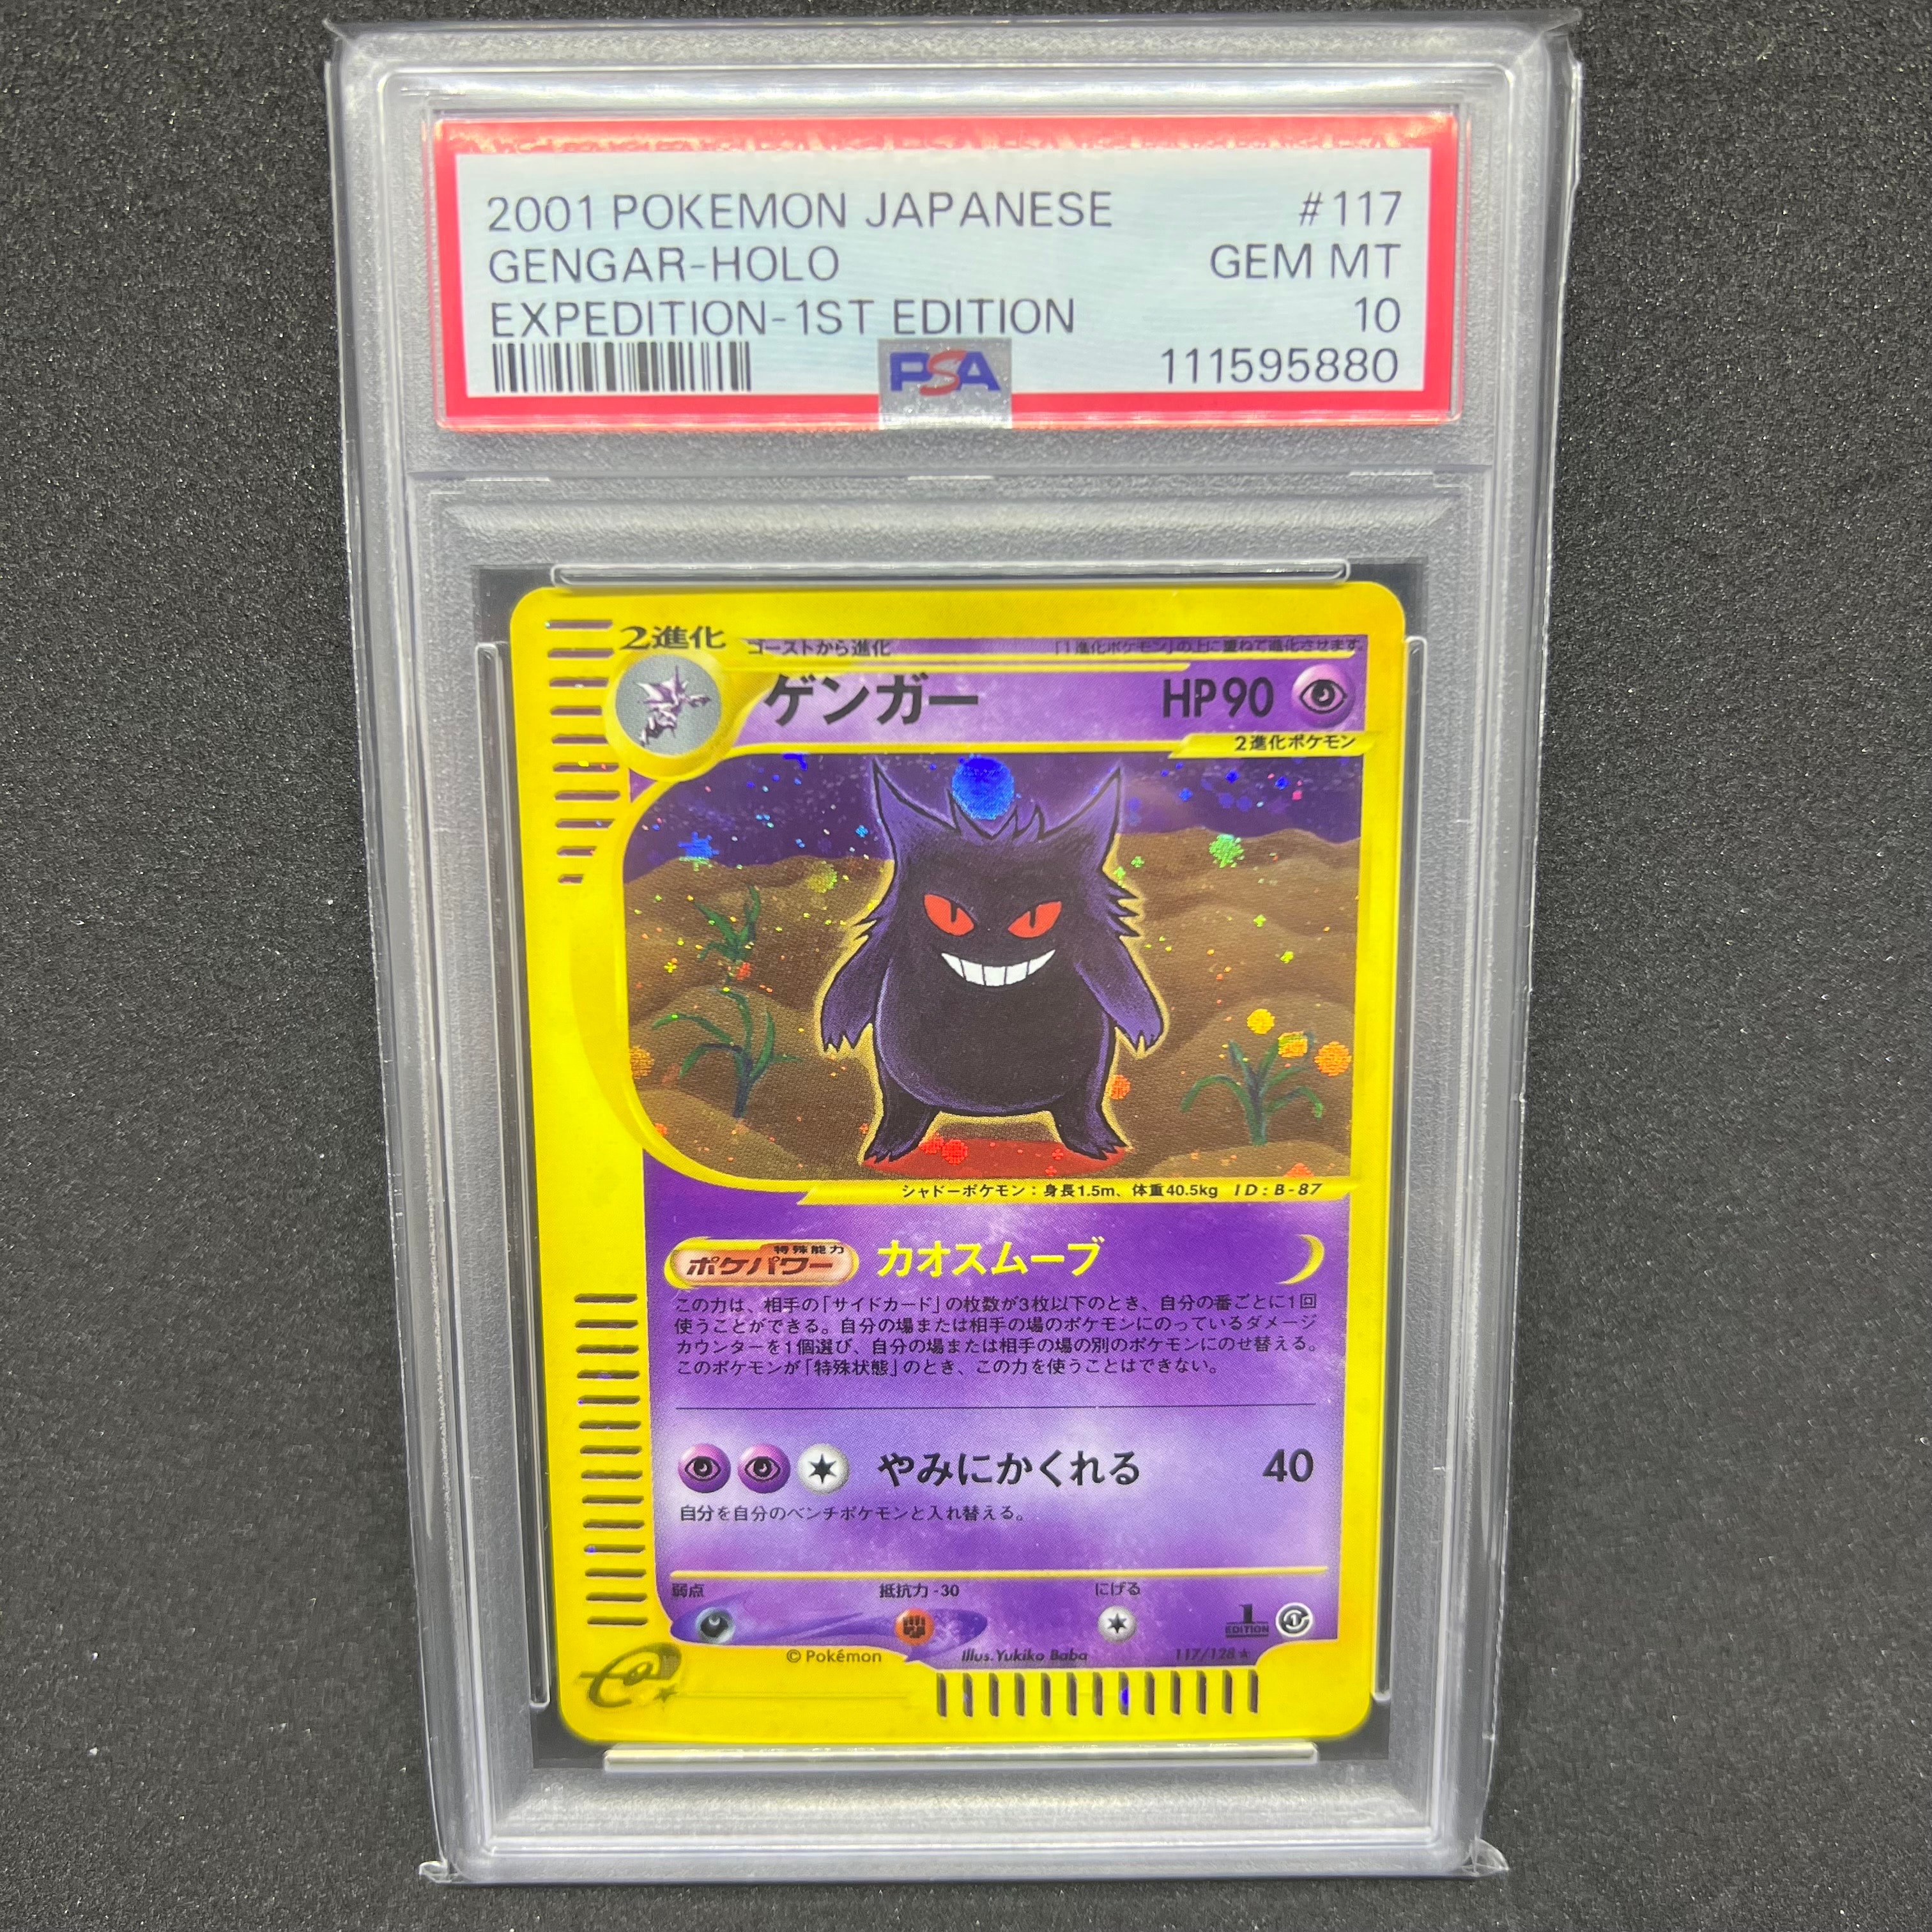 2001 POKEMON JAPANESE #117
GENGAR-HOLO GEM MT
EXPEDITION-1ST EDITION 10
PSA 111595880
2進化 ゴーストから進化 「1進化ポケモン」の上に重ねて進化させます。
ゲンガー HP90
2進化ポケモン
シャドーポケモン:身長1.5m、体重40.5kg ID:B-87
特殊能力
ポケパワー カオスムーブ
この力は、相手の「サイドカード」の枚数が3枚以下のとき、自分の番ごとに1回
使うことができる。自分の場または相手の場のポケモンにのっているダメージ
カウンターを1個選び、自分の場または相手の場の別のポケモンにのせ替える。
このポケモンが「特殊状態」のとき、この力を使うことはできない。
やみにかくれる 40
自分を自分のベンチポケモンと入れ替える。
弱点 抵抗力-30 にげる
1 EDITION
©Pokémon Illus.Yukiko Baba 117/128★
e